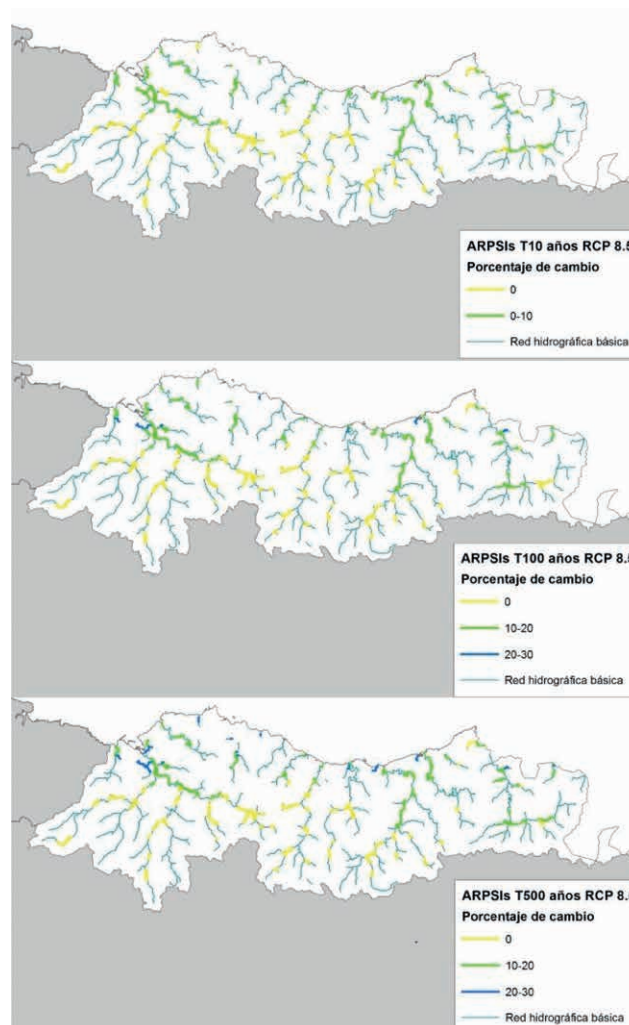 ARPSIs T10 años RCP 8.5
Porcentaje de cambio
0
0-10
Red hidrográfica básica
ARPSIs T100 años RCP 8.5
Porcentaje de cambio
0
10-20
20-30
Red hidrográfica básica
ARPSIs T500 años RCP 8.
Porcentaje de cambio
0
10-20
20-30
Red hidrográfica básica